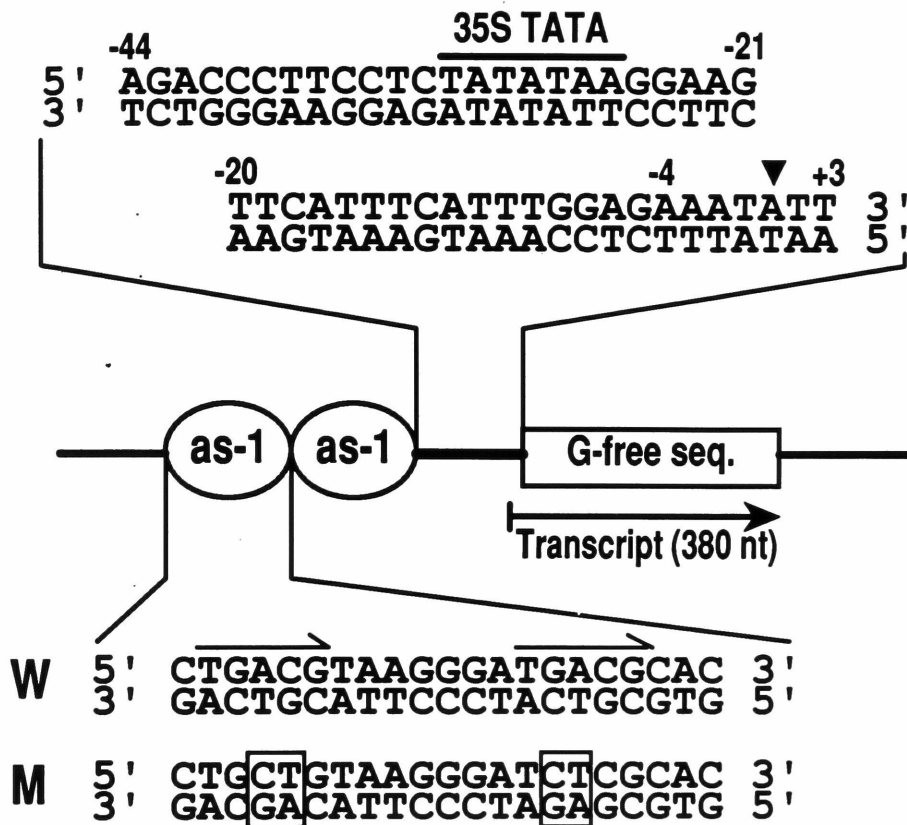 35S TATA
-44 -21
5' AGACCCTTCCTCTATATAAGGAAG
3' TCTGGGAAGGAGATATATTCCTTC
-20 -4 +3
TTCATTTCATTTGGAGAAATATT 3'
AAGTAAAGTAAACCTCTTTATAA 5'
as-1 as-1 G-free seq.
Transcript (380 nt)
W
5' CTGACGTAAGGGATGACGCAC 3'
3' GACTGCATTCCCTACTGCGTG 5'
M
5' CTGCTGTAAGGGATCTCGCAC 3'
3' GACGACATTCCCTAGAGCGTG 5'